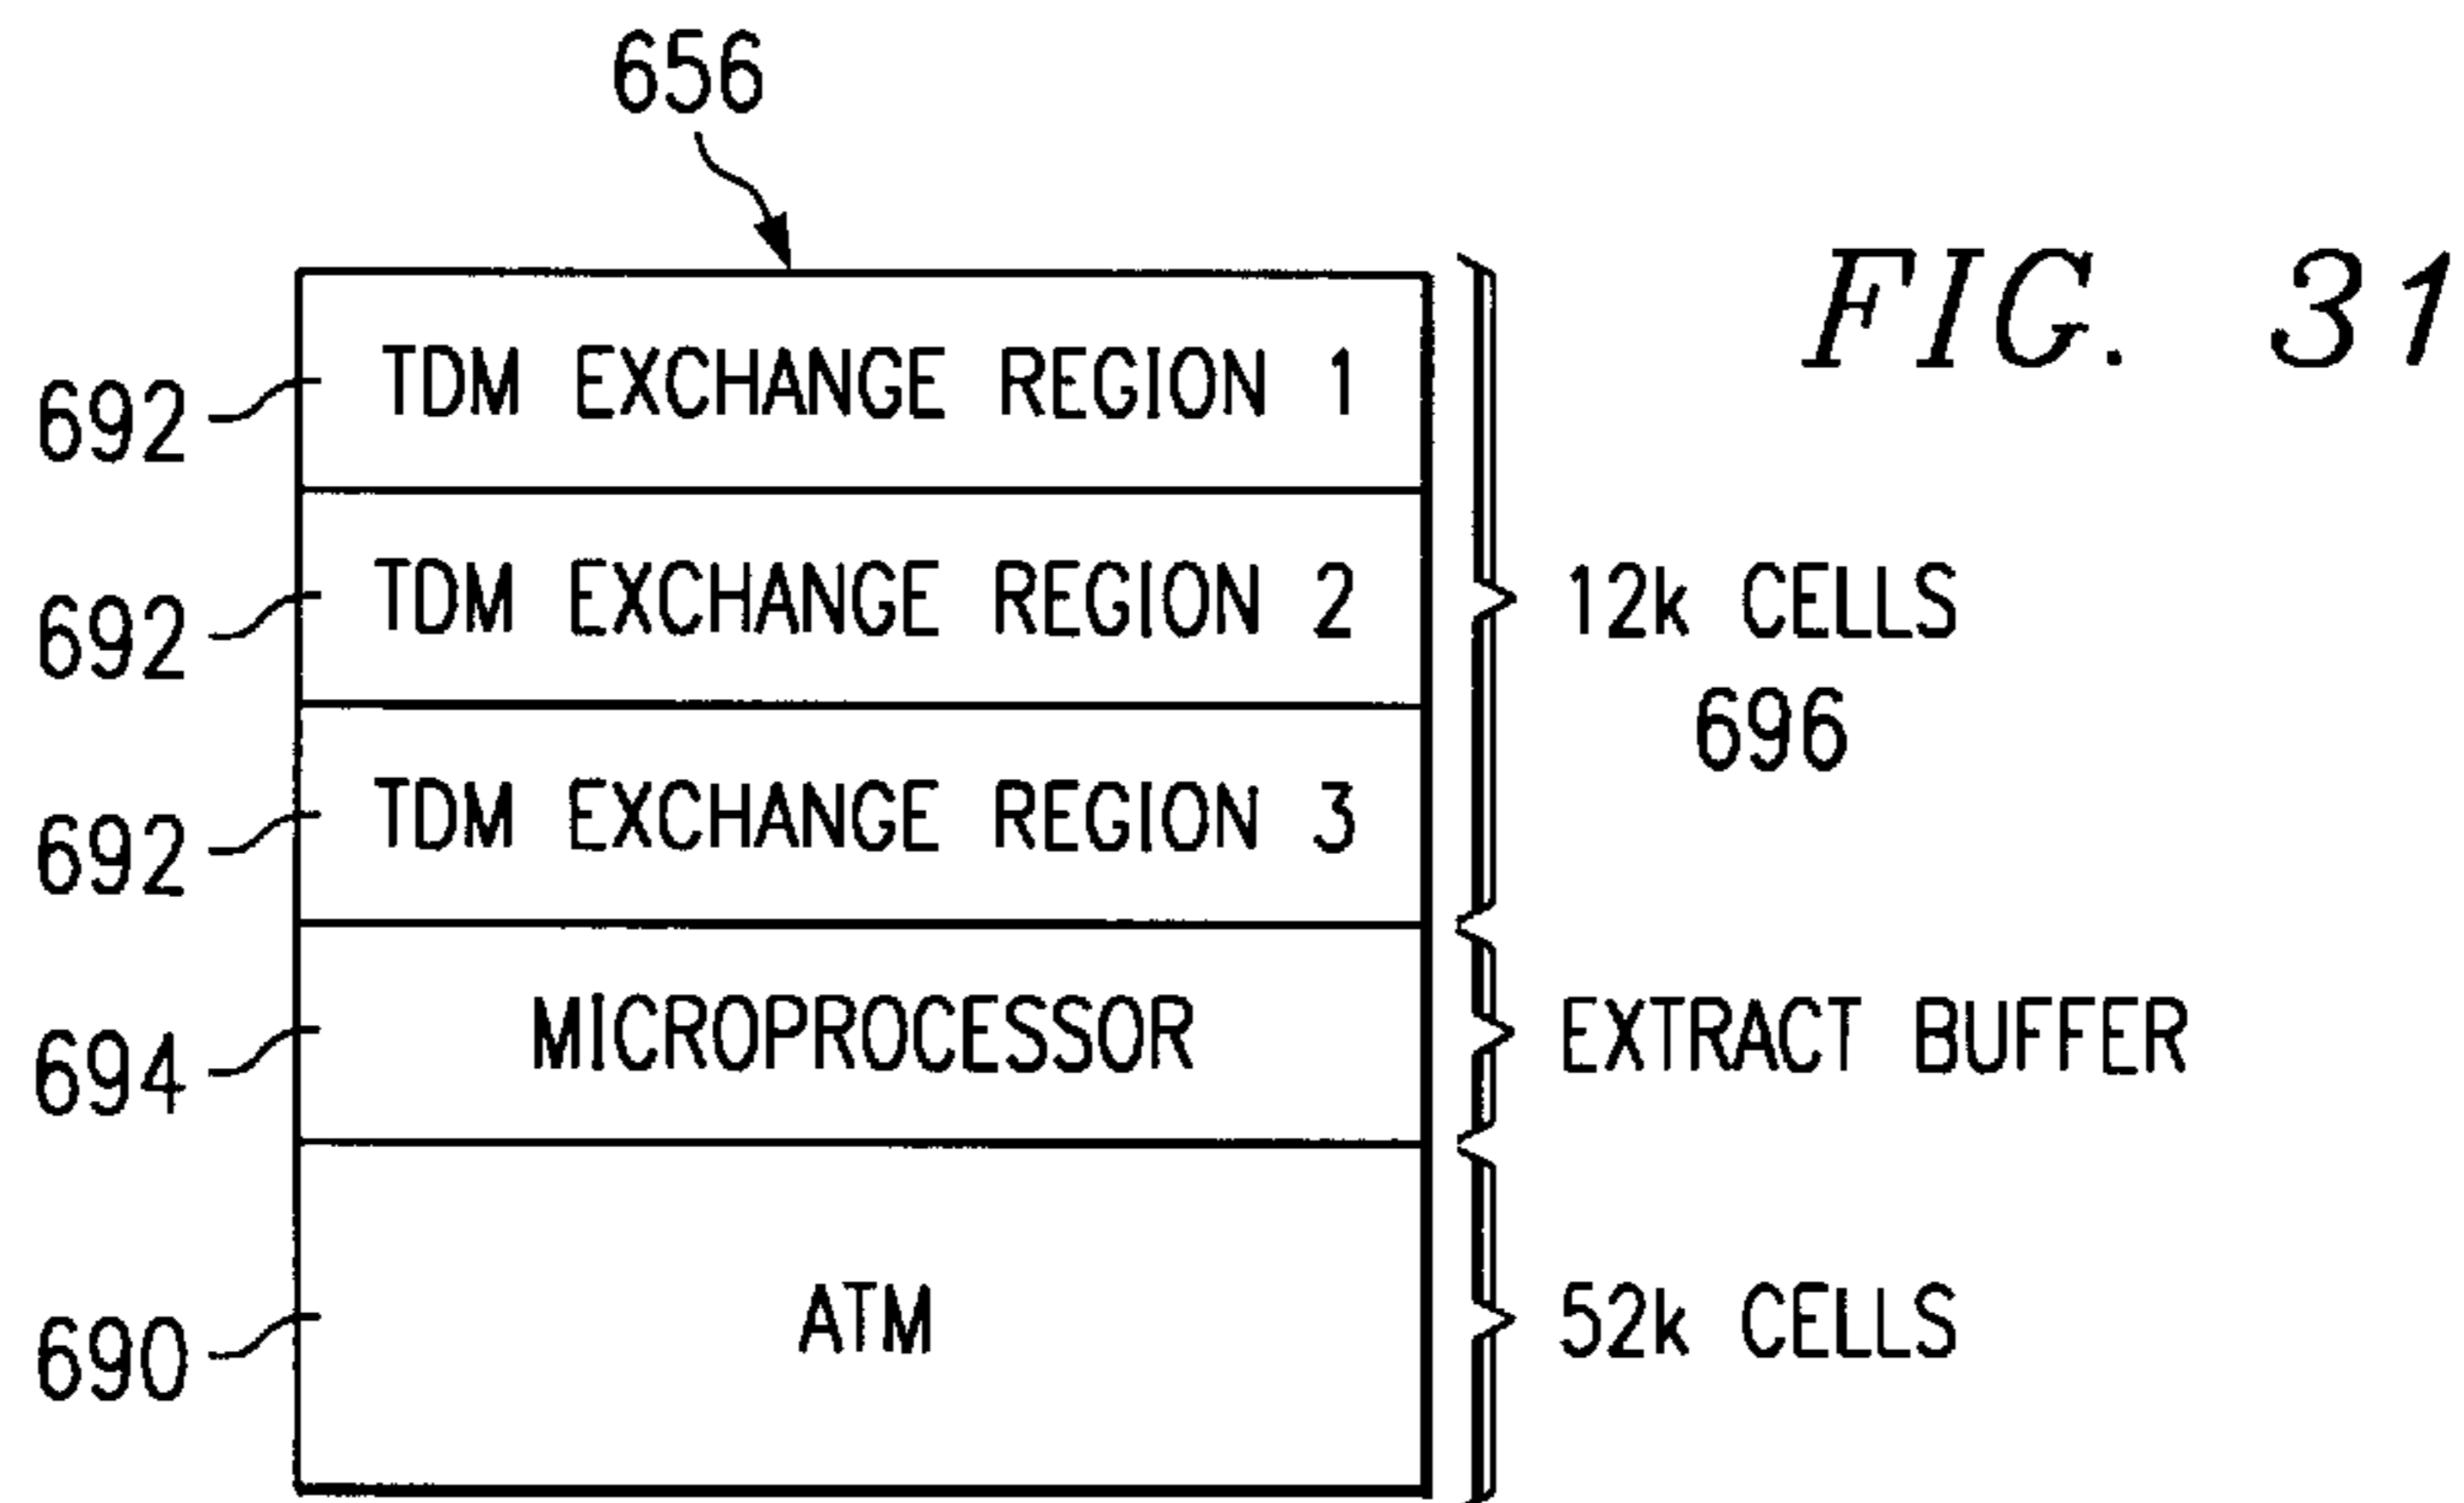 656
FIG. 31
692
TDM EXCHANGE REGION 1
692
TDM EXCHANGE REGION 2
12k CELLS
696
692
TDM EXCHANGE REGION 3
694
MICROPROCESSOR
EXTRACT BUFFER
690
ATM
52k CELLS